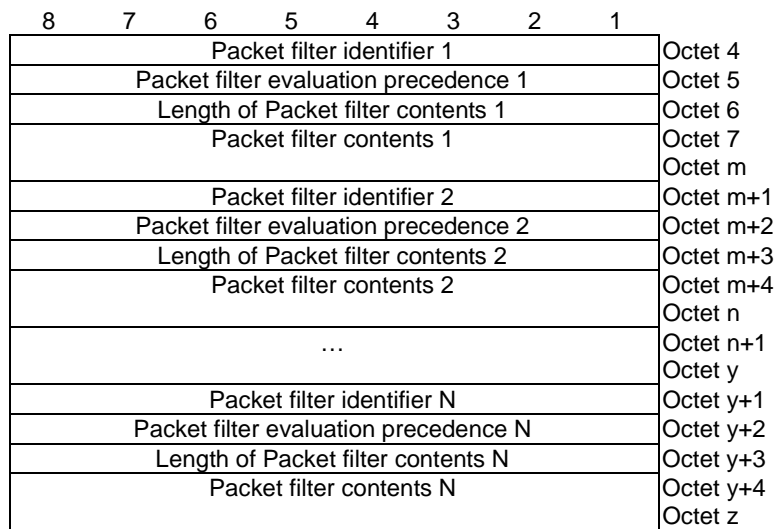 8 7 6 5 4 3 2 1
Packet filter identifier 1 Octet 4
Packet filter evaluation precedence 1 Octet 5
Length of Packet filter contents 1 Octet 6
Packet filter contents 1 Octet 7
Octet m
Packet filter identifier 2 Octet m+1
Packet filter evaluation precedence 2 Octet m+2
Length of Packet filter contents 2 Octet m+3
Packet filter contents 2 Octet m+4
Octet n
… Octet n+1
Octet y
Packet filter identifier N Octet y+1
Packet filter evaluation precedence N Octet y+2
Length of Packet filter contents N Octet y+3
Packet filter contents N Octet y+4
Octet z